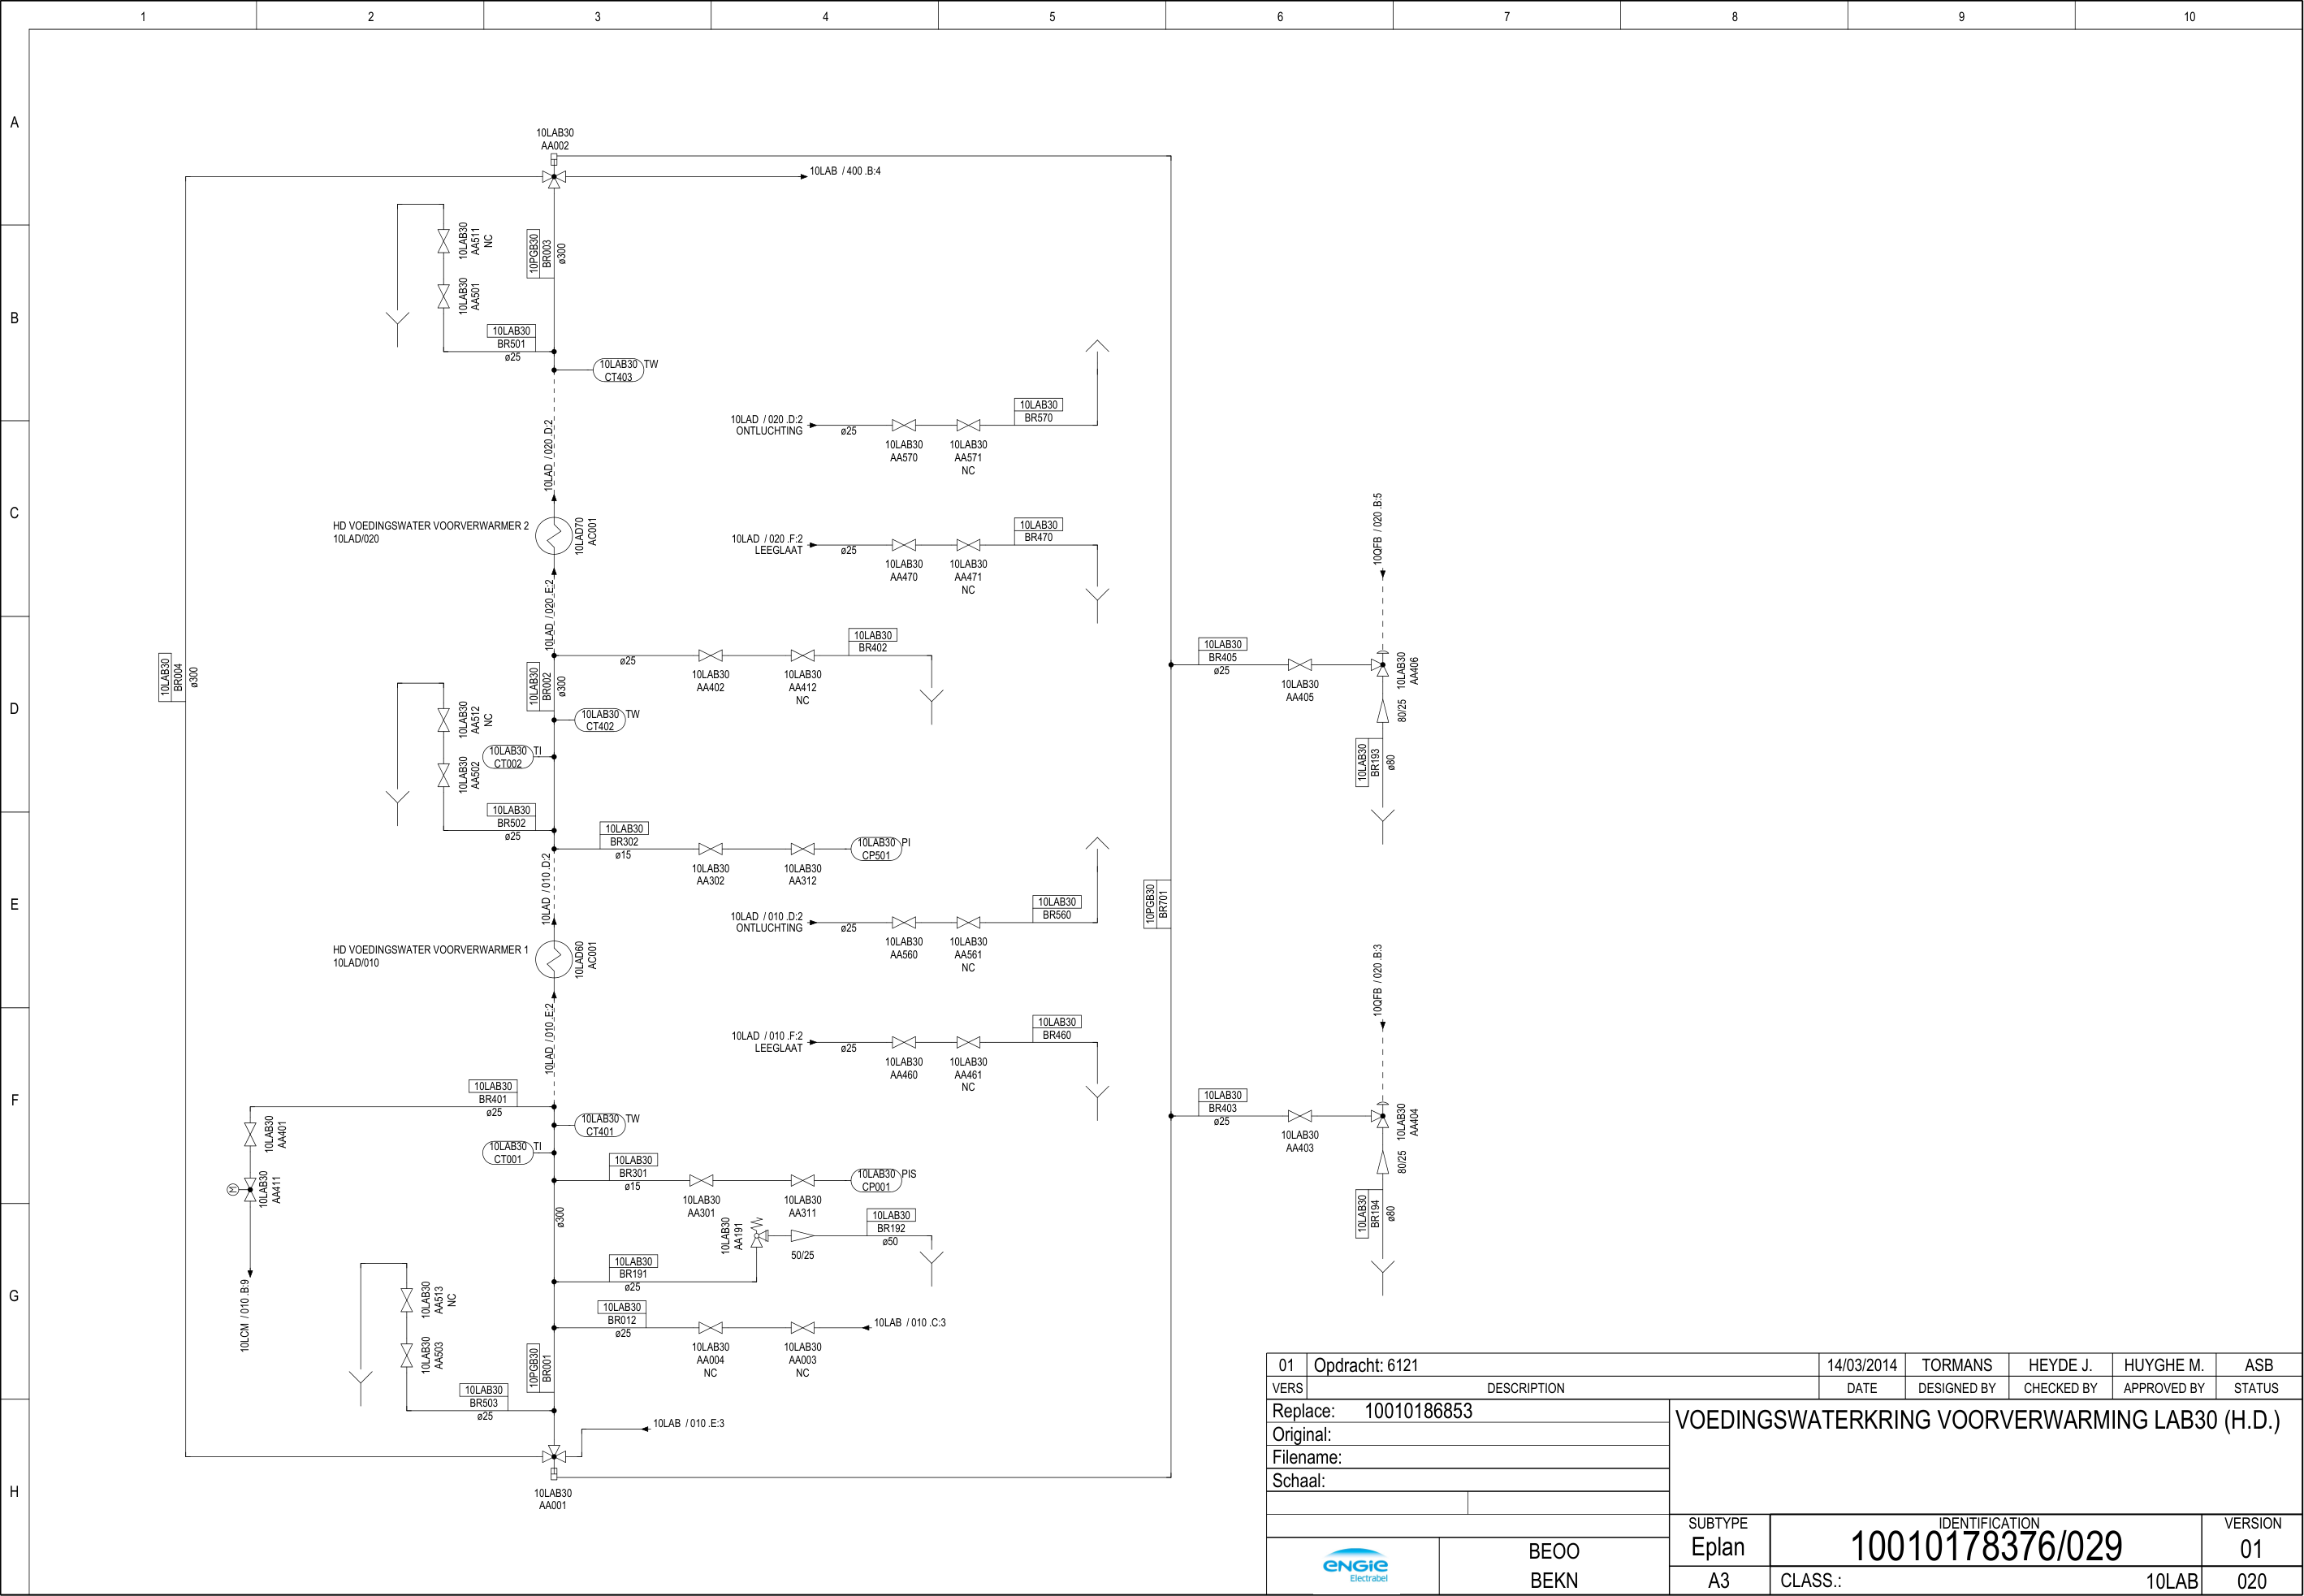 1 2 3 4 5 6 7 8 9 10
A
B
C
D
E
F
G
H
10LAB30
AA002
10LAB / 400 .B:4
10LAB30
AA511
NC
10LAB30
AA501
10PGB30
BR003
ø300
10LAB30
BR501
ø25
10LAB30 TW
CT403
10LAD / 020 .D:2
10LAD / 020 .D:2
ONTLUCHTING
ø25
10LAB30
AA570
10LAB30
AA571
NC
10LAB30
BR570
HD VOEDINGSWATER VOORVERWARMER 2
10LAD/020
10LAD70
AC001
10LAD / 020 .F:2
LEEGLAAT
ø25
10LAB30
AA470
10LAB30
AA471
NC
10LAB30
BR470
10QFB / 020 .B:5
10LAD / 020 .E:2
10LAB30
BR004
ø300
10LAB30
BR002
ø300
ø25
10LAB30
AA402
10LAB30
AA412
NC
10LAB30
BR402
10LAB30
BR405
ø25
10LAB30
AA405
10LAB30
AA406
80/25
10LAB30
BR193
ø80
10LAB30
AA512
NC
10LAB30
AA502
10LAB30 TW
CT402
10LAB30 TI
CT002
10LAB30
BR502
ø25
10LAB30
BR302
ø15
10LAB30
AA302
10LAB30
AA312
10LAB30 PI
CP501
10LAD / 010 .D:2
10LAD / 010 .D:2
ONTLUCHTING
ø25
10LAB30
AA560
10LAB30
AA561
NC
10LAB30
BR560
10PGB30
BR701
HD VOEDINGSWATER VOORVERWARMER 1
10LAD/010
10LAD60
AC001
10LAD / 010 .E:2
10LAD / 010 .F:2
LEEGLAAT
ø25
10LAB30
AA460
10LAB30
AA461
NC
10LAB30
BR460
10QFB / 020 .B:3
10LAB30
BR401
ø25
10LAB30
AA401
M
10LAB30
AA411
10LCM / 010 .B:9
10LAB30 TW
CT401
10LAB30 TI
CT001
10LAB30
BR301
ø15
10LAB30
AA301
10LAB30
AA311
10LAB30 PIS
CP001
10LAB30
BR403
ø25
10LAB30
AA403
10LAB30
AA404
80/25
10LAB30
BR194
ø80
ø300
10LAB30
AA191
50/25
10LAB30
BR192
ø50
10LAB30
BR191
ø25
10LAB30
BR012
ø25
10LAB30
AA004
NC
10LAB30
AA003
NC
10LAB / 010 .C:3
10LAB30
AA513
NC
10LAB30
AA503
10PGB30
BR001
10LAB30
BR503
ø25
10LAB / 010 .E:3
10LAB30
AA001
01 Opdracht: 6121 14/03/2014 TORMANS HEYDE J. HUYGHE M. ASB
VERS DESCRIPTION DATE DESIGNED BY CHECKED BY APPROVED BY STATUS
Replace: 10010186853
Original:
Filename:
Schaal:
VOEDINGSWATERKRING VOORVERWARMING LAB30 (H.D.)
ENGIE
Electrabel
BEOO
BEKN
SUBTYPE IDENTIFICATION VERSION
Eplan 10010178376/029 01
A3 CLASS.: 10LAB 020